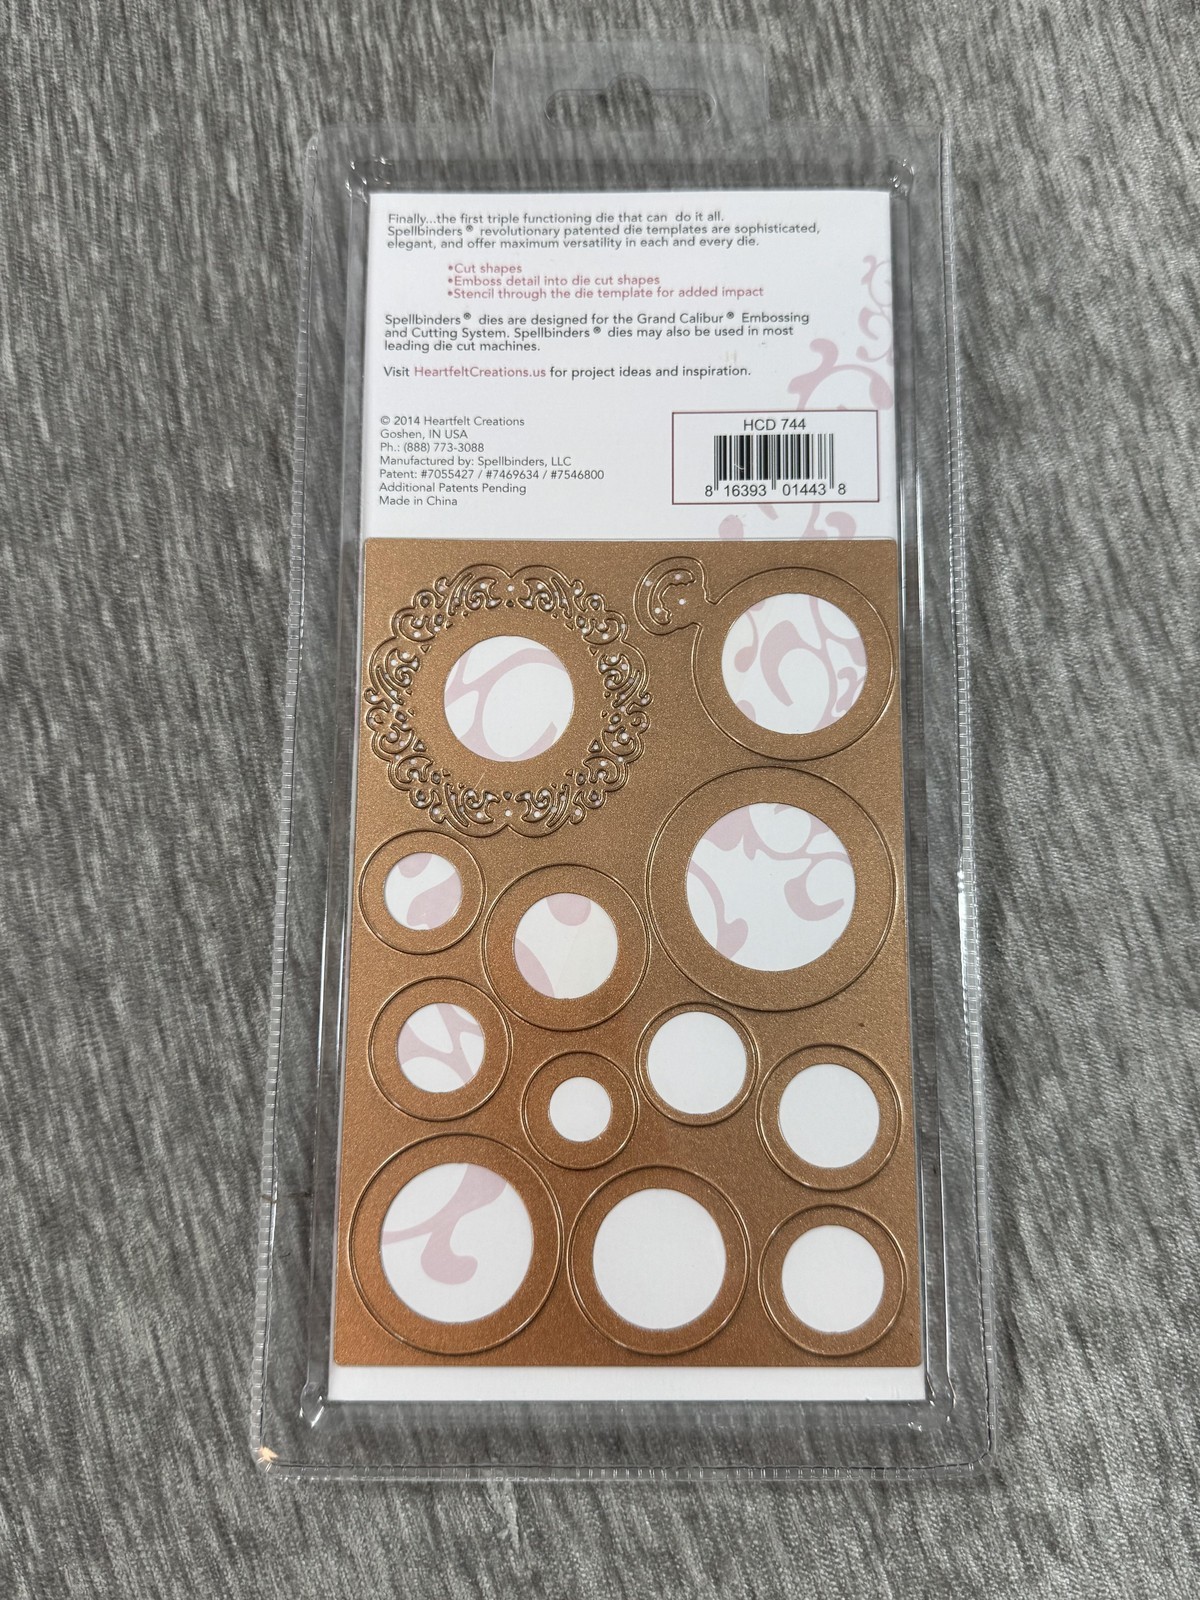 Finally...the first triple functioning die that can do it all.
Spellbinders® revolutionary patented die templates are sophisticated,
elegant, and offer maximum versatility in each and every die.
•Cut shapes
•Emboss detail into die cut shapes
•Stencil through the die template for added impact
Spellbinders® dies are designed for the Grand Calibur® Embossing
and Cutting System. Spellbinders® dies may also be used in most
leading die cut machines.
Visit HeartfeltCreations.us for project ideas and inspiration.
© 2014 Heartfelt Creations
Goshen, IN USA
Ph.: (888) 773-3088
Manufactured by: Spellbinders, LLC
Patent: #7055427 / #7469634 / #7546800
Additional Patents Pending
Made in China
HCD 744
8 16393 01443 8